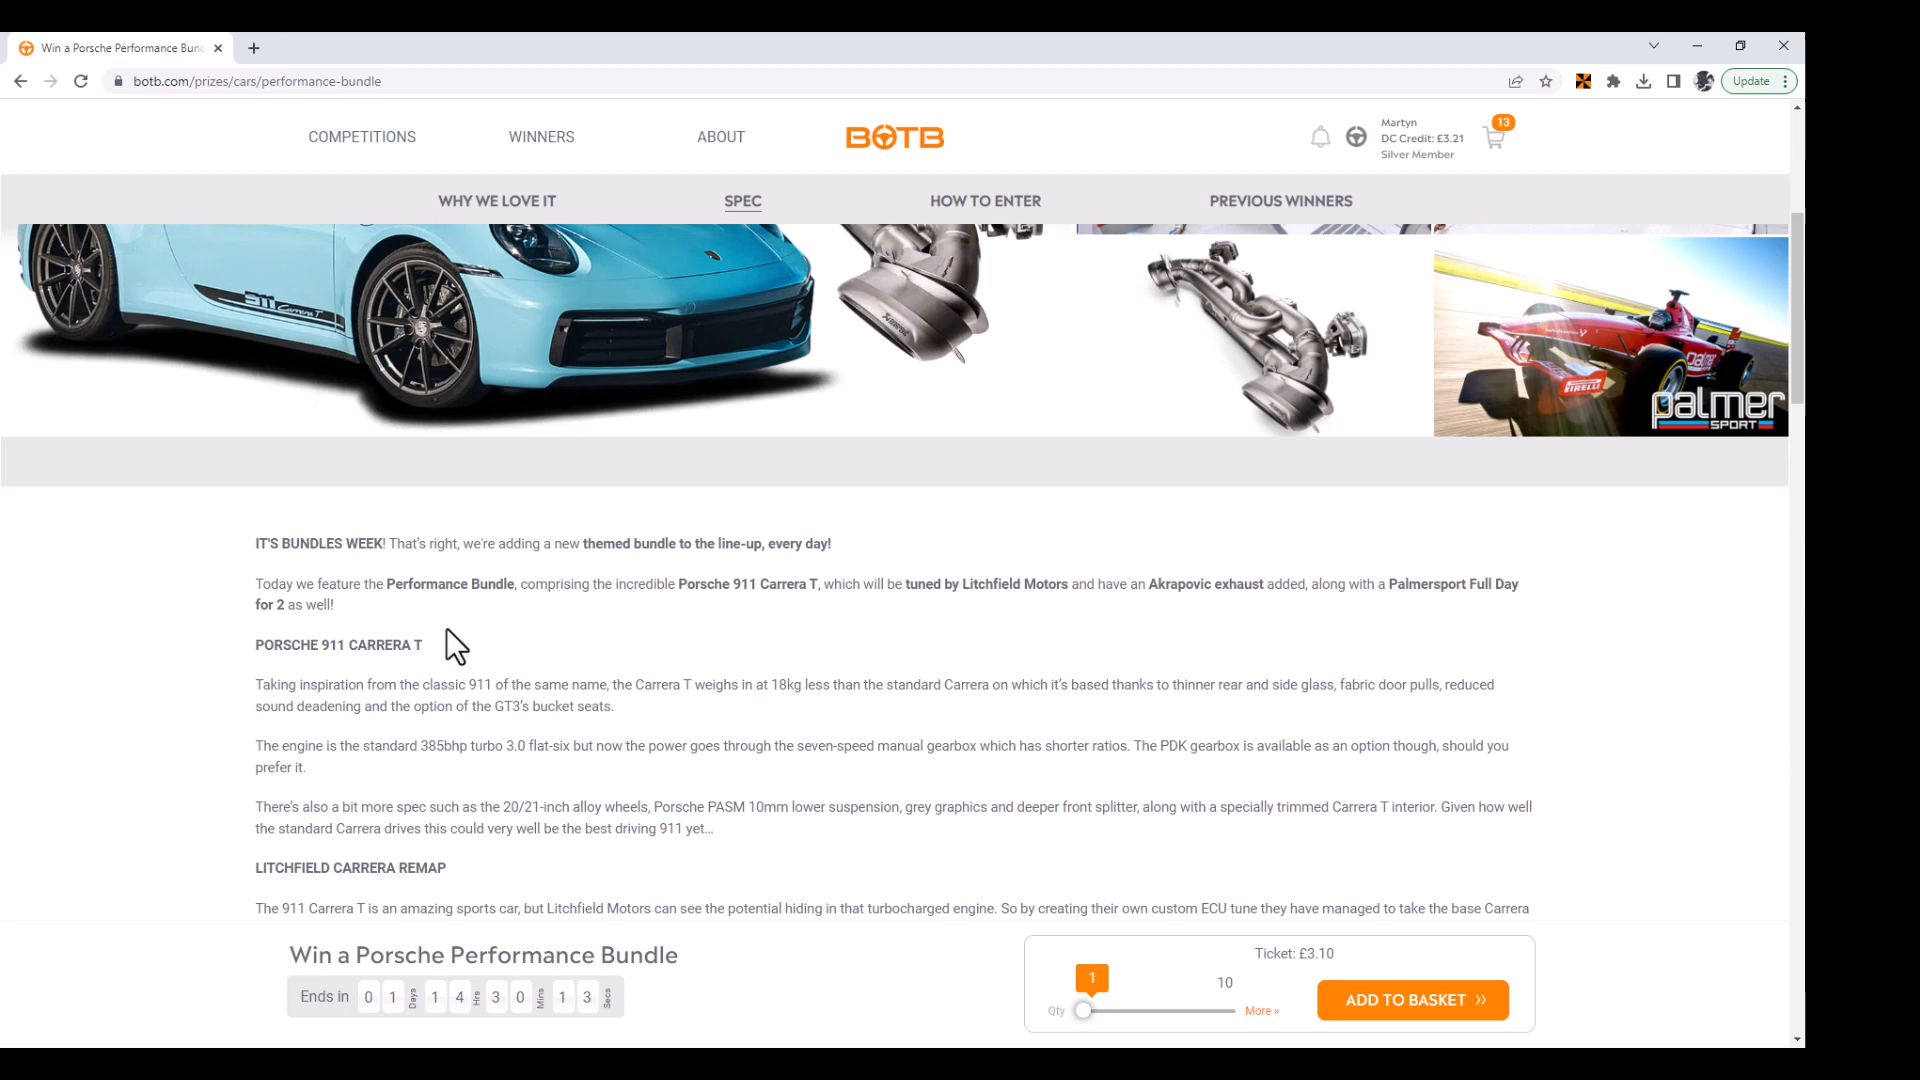 Win a Porsche Performance Bun
botb.com/prizes/cars/performance-bundle
Update
COMPETITIONS
WINNERS
ABOUT
BOTB
Martyn
DC Credit: £3.21
Silver Member
13
WHY WE LOVE IT
SPEC
HOW TO ENTER
PREVIOUS WINNERS
911 Carrera T
AKRAPOVIC
palmer
PIRELLI
palmer
SPORT
IT'S BUNDLES WEEK! That's right, we're adding a new themed bundle to the line-up, every day!
Today we feature the Performance Bundle, comprising the incredible Porsche 911 Carrera T, which will be tuned by Litchfield Motors and have an Akrapovic exhaust added, along with a Palmersport Full Day
for 2 as well!
PORSCHE 911 CARRERA T
Taking inspiration from the classic 911 of the same name, the Carrera T weighs in at 18kg less than the standard Carrera on which it's based thanks to thinner rear and side glass, fabric door pulls, reduced
sound deadening and the option of the GT3's bucket seats.
The engine is the standard 385bhp turbo 3.0 flat-six but now the power goes through the seven-speed manual gearbox which has shorter ratios. The PDK gearbox is available as an option though, should you
prefer it.
There's also a bit more spec such as the 20/21-inch alloy wheels, Porsche PASM 10mm lower suspension, grey graphics and deeper front splitter, along with a specially trimmed Carrera T interior. Given how well
the standard Carrera drives this could very well be the best driving 911 yet...
LITCHFIELD CARRERA REMAP
The 911 Carrera T is an amazing sports car, but Litchfield Motors can see the potential hiding in that turbocharged engine. So by creating their own custom ECU tune they have managed to take the base Carrera
Win a Porsche Performance Bundle
Ends in 0 1 Days 1 4 Hrs 3 0 Mins 1 3 Secs
Ticket: £3.10
1
10
Qty
More »
ADD TO BASKET »